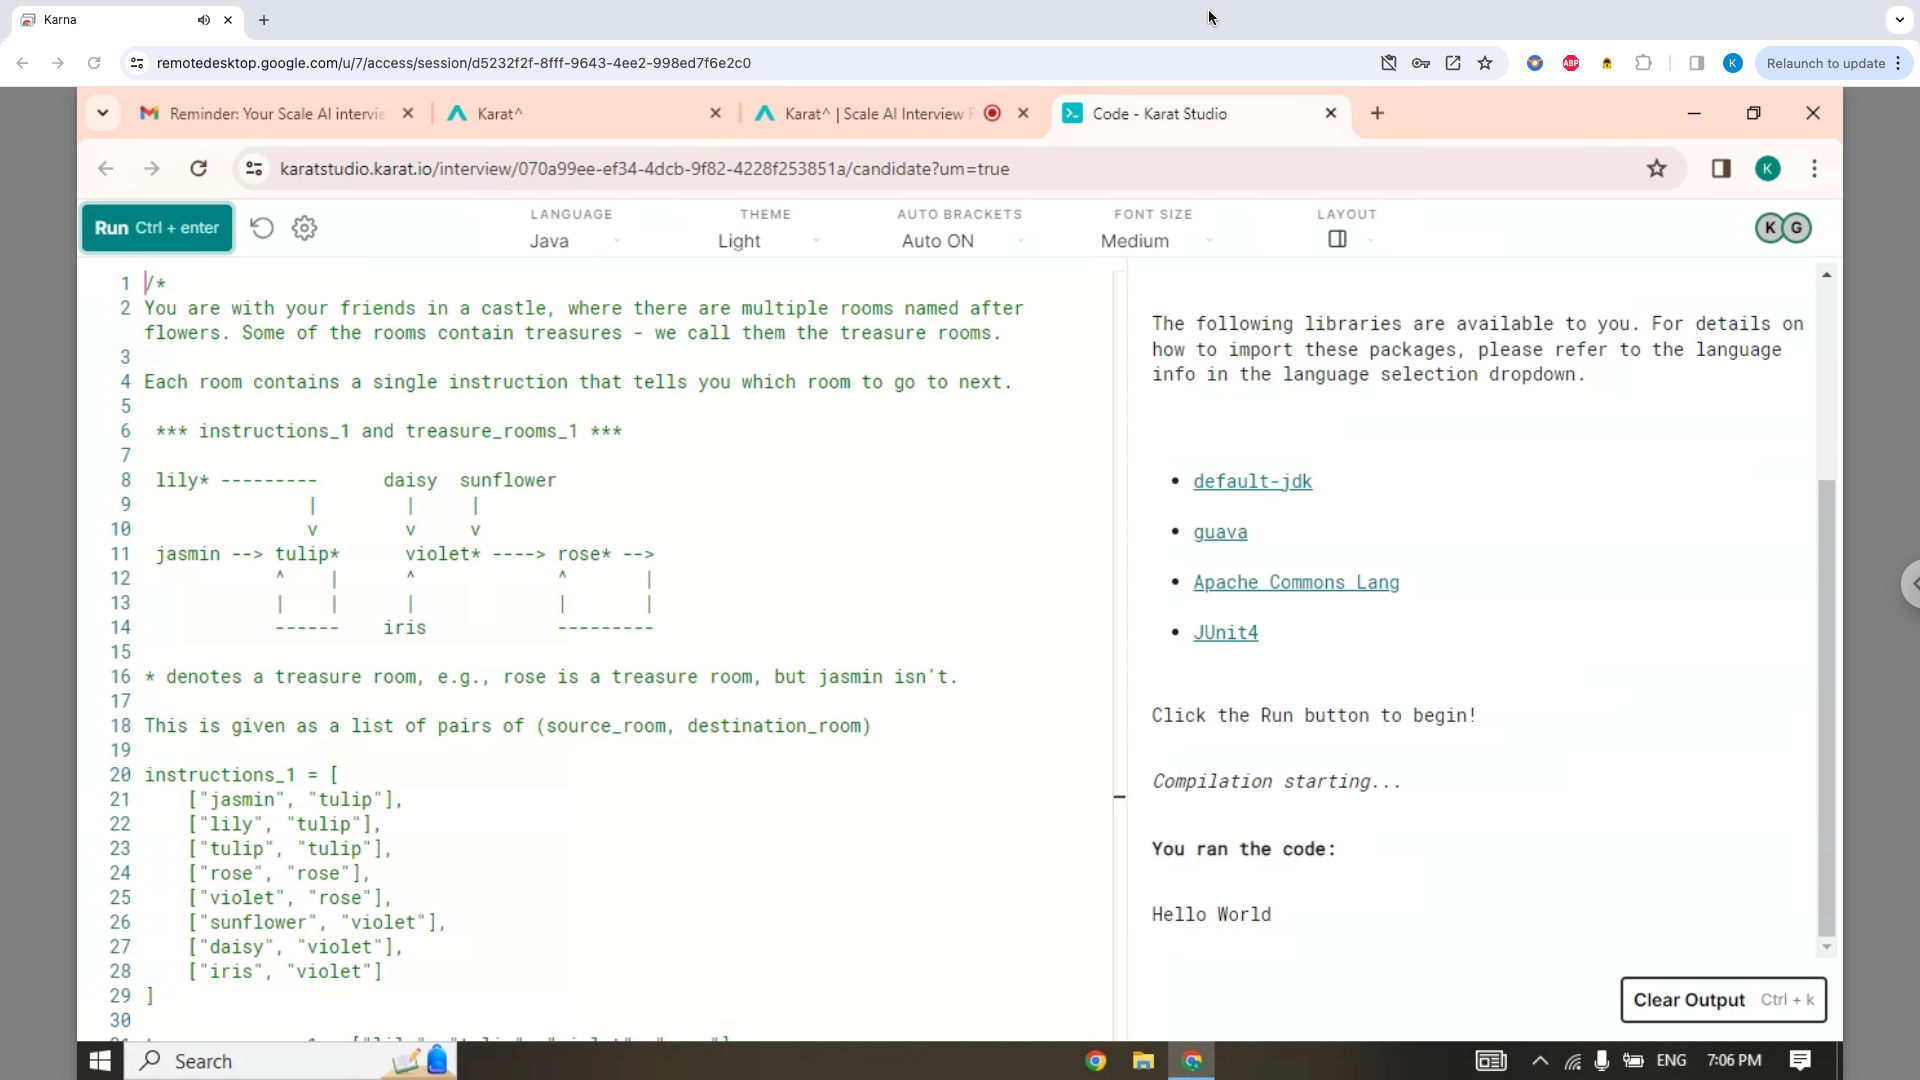 Karna
remotedesktop.google.com/u/7/access/session/d5232f2f-8fff-9643-4ee2-998ed7f6e2c0
ABP
K
Relaunch to update
Reminder: Your Scale AI intervie
Karat^
Karat^ | Scale AI Interview R
Code - Karat Studio
karatstudio.karat.io/interview/070a99ee-ef34-4dcb-9f82-4228f253851a/candidate?um=true
K
Run Ctrl + enter
LANGUAGE
Java
THEME
Light
AUTO BRACKETS
Auto ON
FONT SIZE
Medium
LAYOUT
K G
1 /*
2 You are with your friends in a castle, where there are multiple rooms named after
flowers. Some of the rooms contain treasures - we call them the treasure rooms.
3
4 Each room contains a single instruction that tells you which room to go to next.
5
6 *** instructions_1 and treasure_rooms_1 ***
7
8 lily* --------- daisy sunflower
9 | | |
10 v v v
11 jasmin --> tulip* violet* ----> rose* -->
12 ^ | ^ ^ |
13 | | | | |
14 ------ iris ---------
15
16 * denotes a treasure room, e.g., rose is a treasure room, but jasmin isn't.
17
18 This is given as a list of pairs of (source_room, destination_room)
19
20 instructions_1 = [
21 ["jasmin", "tulip"],
22 ["lily", "tulip"],
23 ["tulip", "tulip"],
24 ["rose", "rose"],
25 ["violet", "rose"],
26 ["sunflower", "violet"],
27 ["daisy", "violet"],
28 ["iris", "violet"]
29 ]
30
The following libraries are available to you. For details on
how to import these packages, please refer to the language
info in the language selection dropdown.
• default-jdk
• guava
• Apache Commons Lang
• JUnit4
Click the Run button to begin!
Compilation starting...
You ran the code:
Hello World
Clear Output Ctrl + k
Search
ENG
7:06 PM